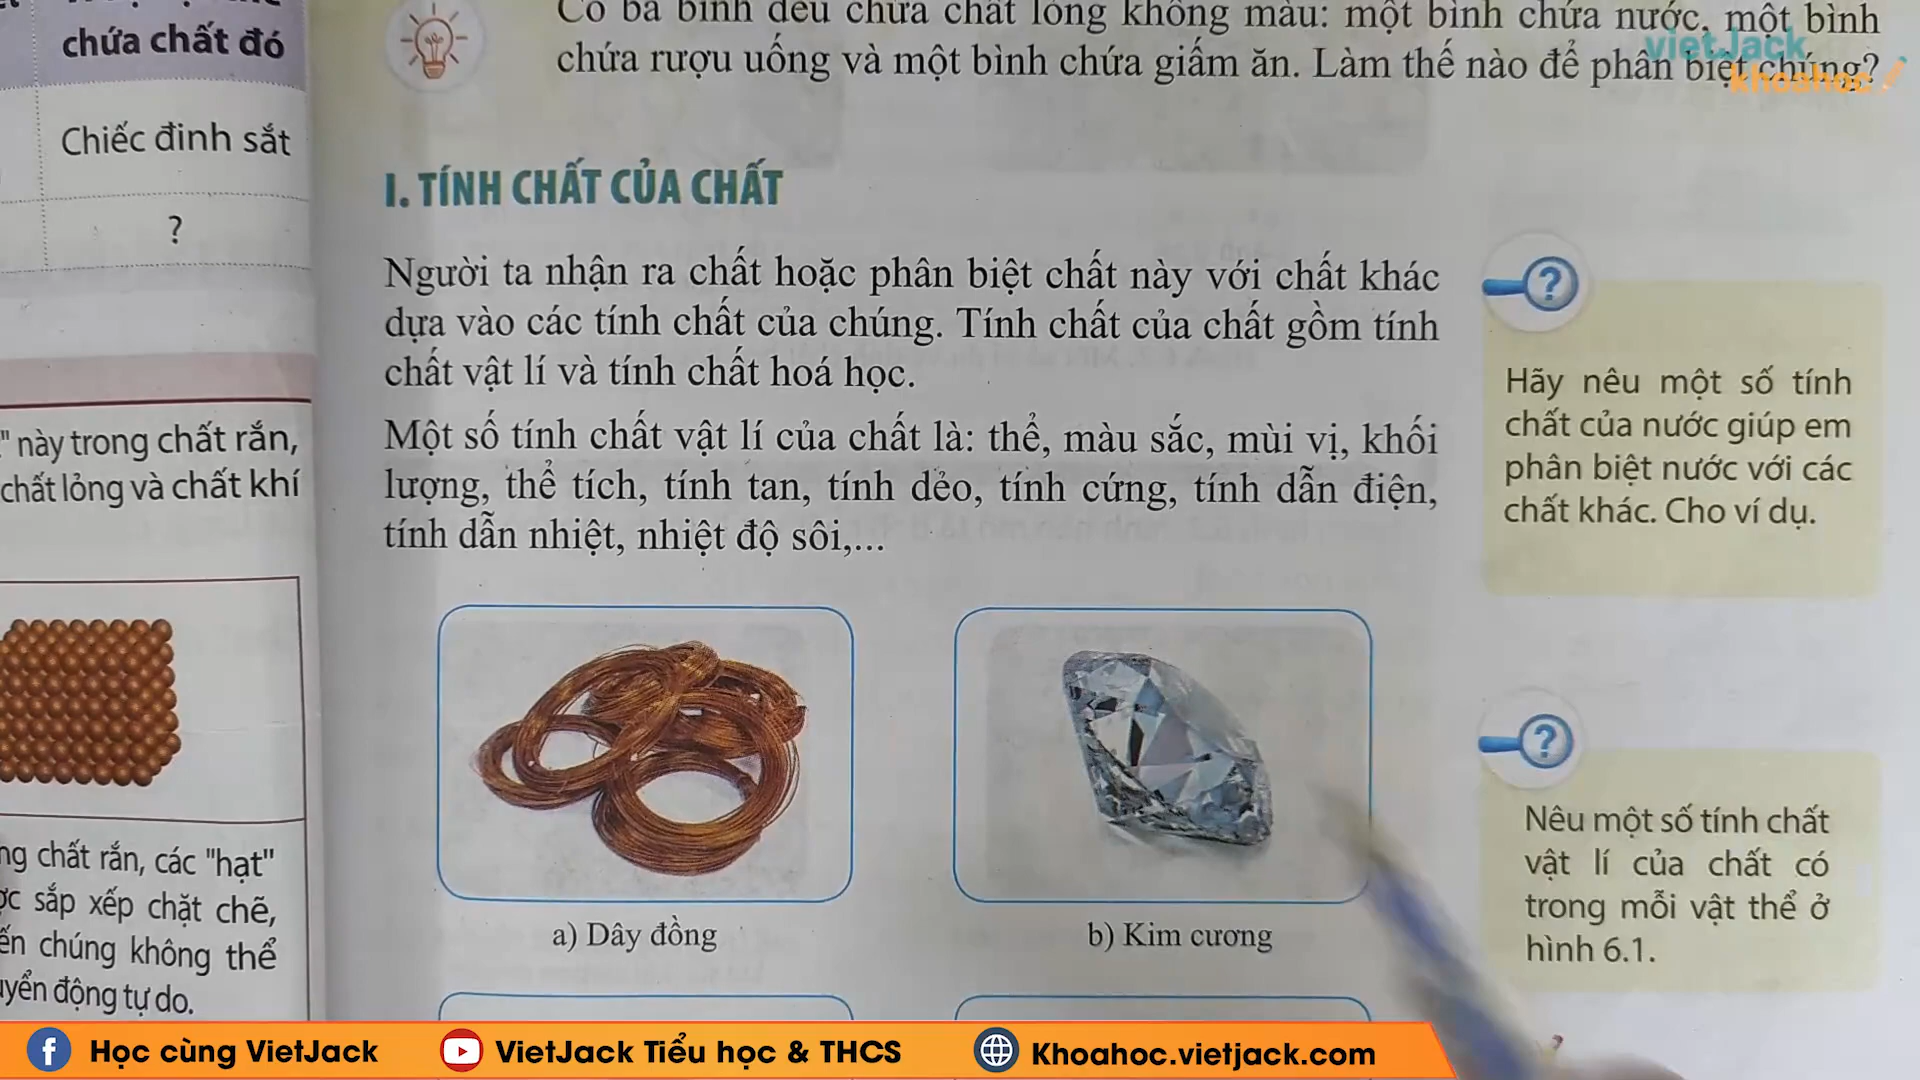 chứa chất đó
Chiếc đinh sắt
?
" này trong chất rắn,
chất lỏng và chất khí
chất rắn, các "hạt"
sắp xếp chặt chẽ,
chúng không thể
động tự do.
Có ba bình đều chứa chất lỏng không màu: một bình chứa nước, một bình
chứa rượu uống và một bình chứa giấm ăn. Làm thế nào để phân biệt chúng?
vietJack
khoahoc
I. TÍNH CHẤT CỦA CHẤT
Người ta nhận ra chất hoặc phân biệt chất này với chất khác
dựa vào các tính chất của chúng. Tính chất của chất gồm tính
chất vật lí và tính chất hoá học.
Một số tính chất vật lí của chất là: thể, màu sắc, mùi vị, khối
lượng, thể tích, tính tan, tính dẻo, tính cứng, tính dẫn điện,
tính dẫn nhiệt, nhiệt độ sôi,...
?
Hãy nêu một số tính
chất của nước giúp em
phân biệt nước với các
chất khác. Cho ví dụ.
a) Dây đồng
b) Kim cương
?
Nêu một số tính chất
vật lí của chất có
trong mỗi vật thể ở
hình 6.1.
Học cùng VietJack
VietJack Tiểu học & THCS
Khoahoc.vietjack.com